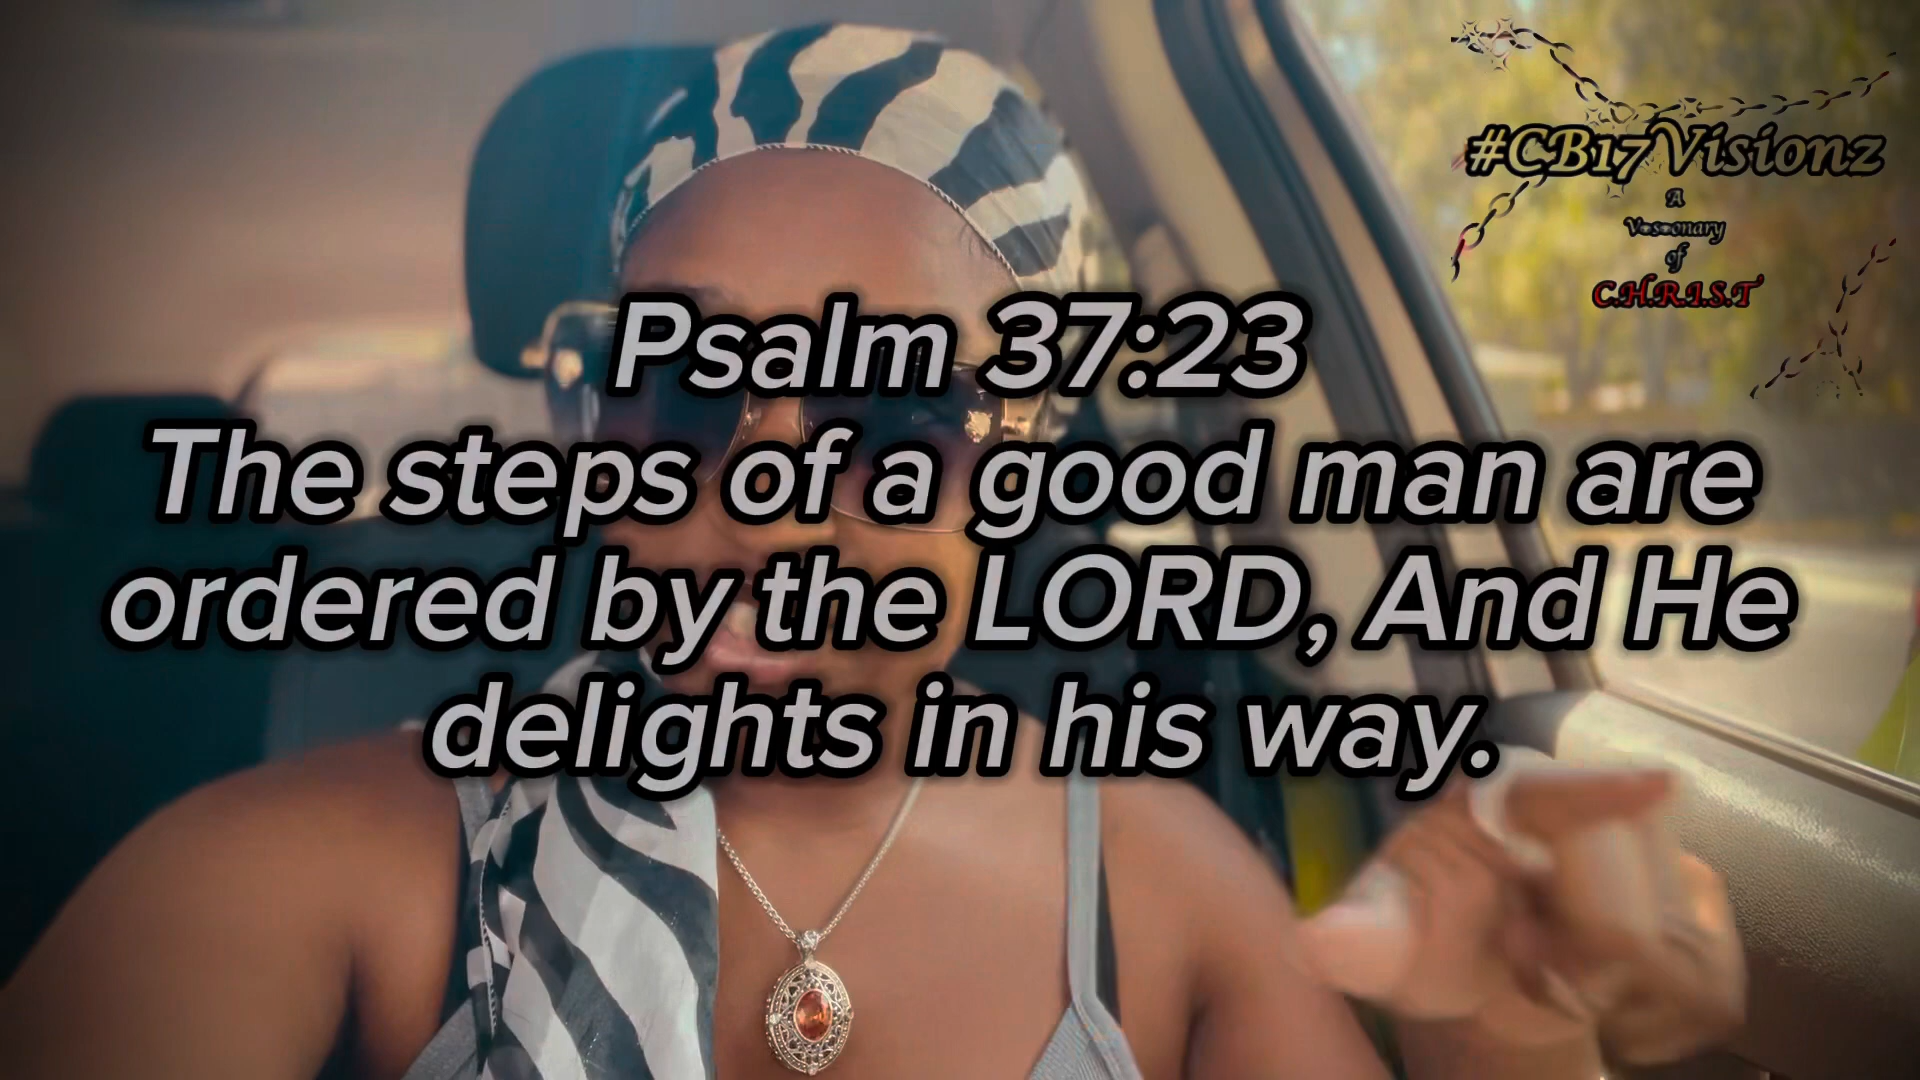 #CB17Visionz
A
of
C.H.R.I.S.T
Psalm 37:23
The steps of a good man are
ordered by the LORD, And He
delights in his way.